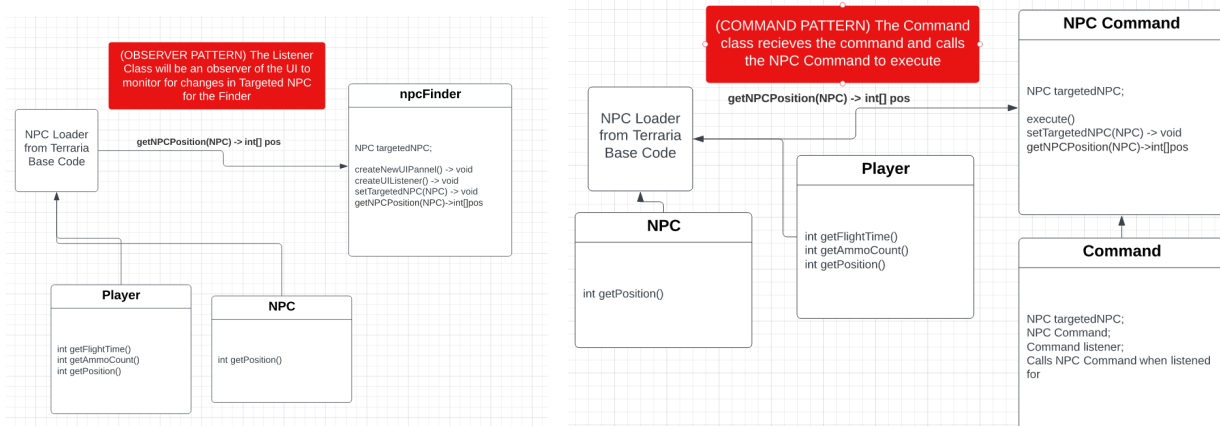 (OBSERVER PATTERN) The Listener
Class will be an observer of the UI to
monitor for changes in Targeted NPC
for the Finder
NPC Loader
from Terraria
Base Code
getNPCPosition(NPC) -> int[] pos
npcFinder
NPC targetedNPC;
createNewUIPannel() -> void
createUIListener() -> void
setTargetedNPC(NPC) -> void
getNPCPosition(NPC)->int[]pos
Player
int getFlightTime()
int getAmmoCount()
int getPosition()
NPC
int getPosition()
(COMMAND PATTERN) The Command
class recieves the command and calls
the NPC Command to execute
NPC Command
NPC targetedNPC;
execute()
setTargetedNPC(NPC) -> void
getNPCPosition(NPC)->int[]pos
getNPCPosition(NPC) -> int[] pos
NPC Loader
from Terraria
Base Code
Player
int getFlightTime()
int getAmmoCount()
int getPosition()
NPC
int getPosition()
Command
NPC targetedNPC;
NPC Command;
Command listener;
Calls NPC Command when listened
for